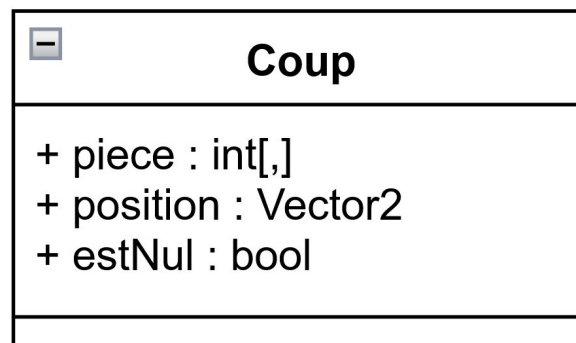 Coup
+ piece : int[,]
+ position : Vector2
+ estNul : bool